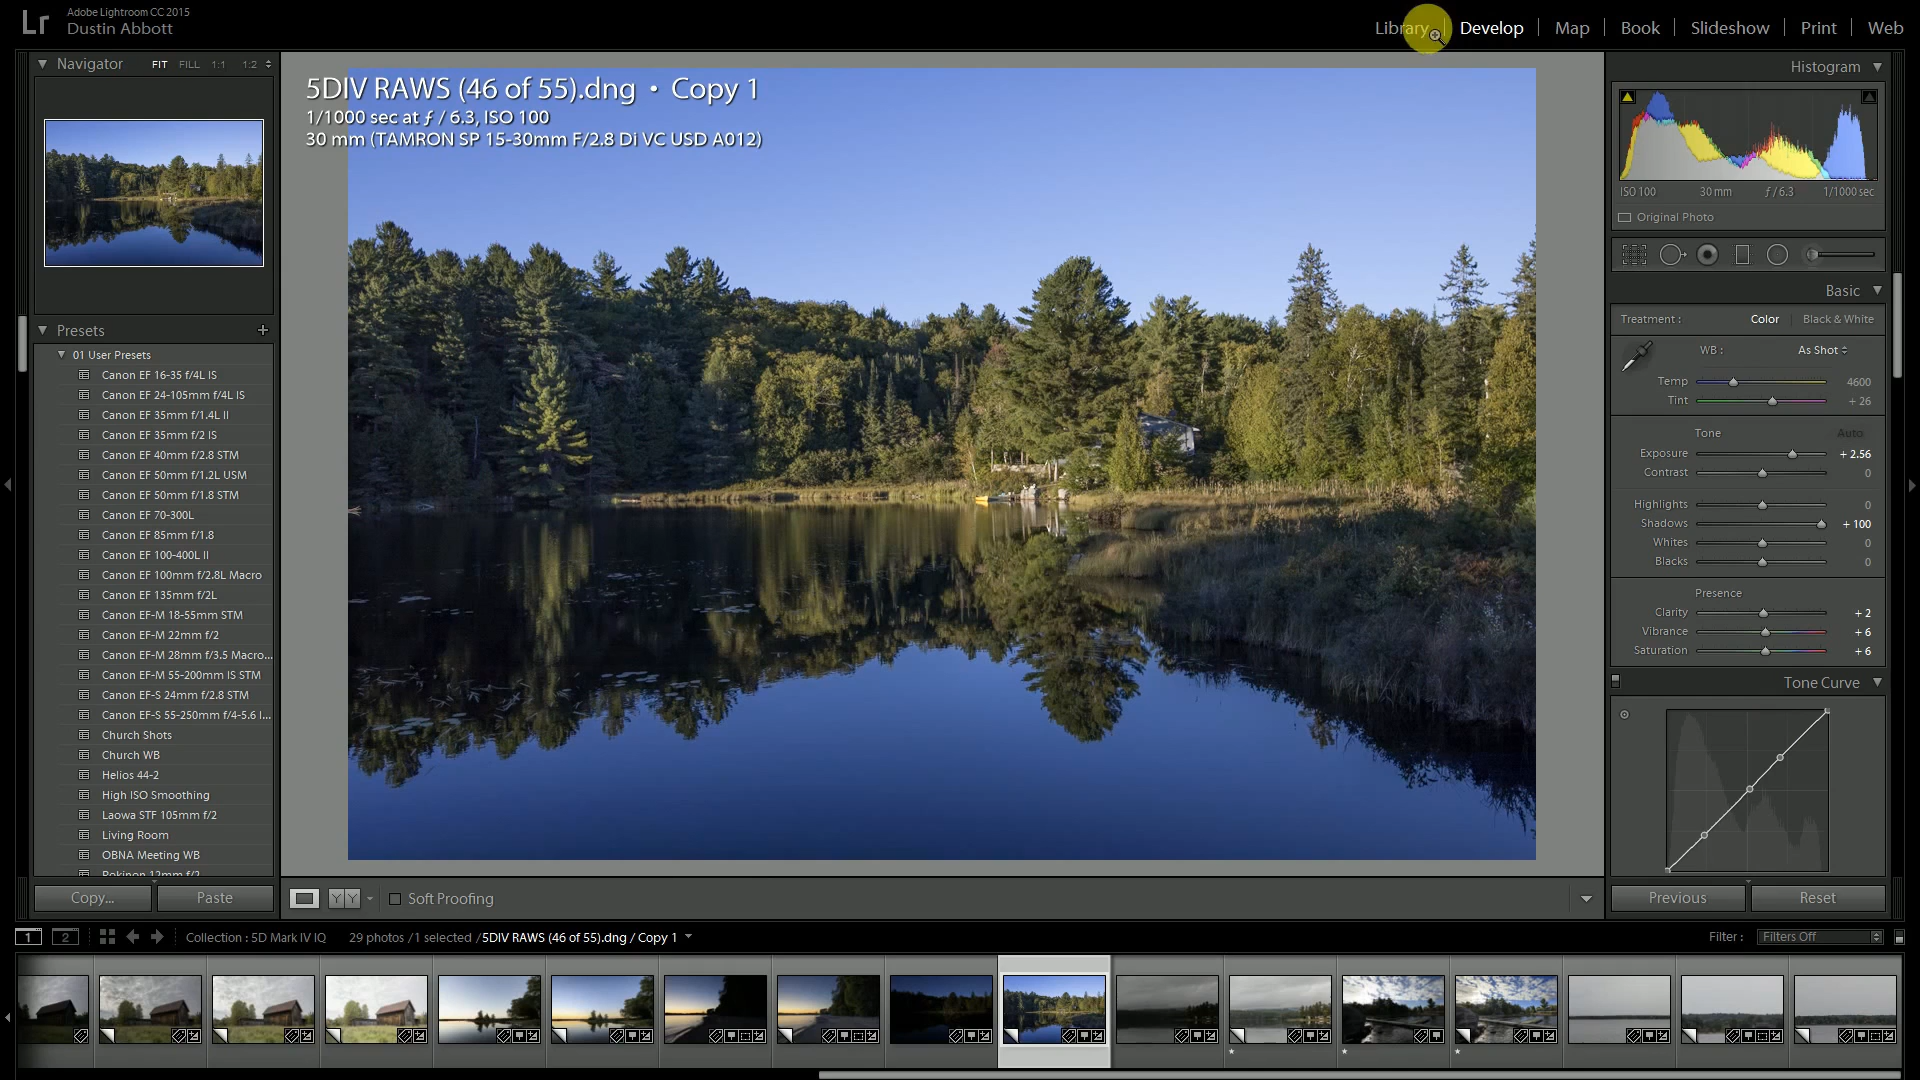 Lr
Adobe Lightroom CC 2015
Dustin Abbott
Library
Develop
Map
Book
Slideshow
Print
Web
Navigator
FIT
FILL
1:1
1:2
5DIV RAWS (46 of 55).dng • Copy 1
1/1000 sec at ƒ / 6.3, ISO 100
30 mm (TAMRON SP 15-30mm F/2.8 Di VC USD A012)
Presets
01 User Presets
Canon EF 16-35 f/4L IS
Canon EF 24-105mm f/4L IS
Canon EF 35mm f/1.4L II
Canon EF 35mm f/2 IS
Canon EF 40mm f/2.8 STM
Canon EF 50mm f/1.2L USM
Canon EF 50mm f/1.8 STM
Canon EF 70-300L
Canon EF 85mm f/1.8
Canon EF 100-400L II
Canon EF 100mm f/2.8L Macro
Canon EF 135mm f/2L
Canon EF-M 18-55mm STM
Canon EF-M 22mm f/2
Canon EF-M 28mm f/3.5 Macro...
Canon EF-M 55-200mm IS STM
Canon EF-S 24mm f/2.8 STM
Canon EF-S 55-250mm f/4-5.6 I...
Church Shots
Church WB
Helios 44-2
High ISO Smoothing
Laowa STF 105mm f/2
Living Room
OBNA Meeting WB
Rokinon 12mm f/2
Copy...
Paste
Y Y
Soft Proofing
Histogram
ISO 100
30 mm
ƒ / 6.3
1/1000 sec
Original Photo
Basic
Treatment :
Color
Black & White
WB :
As Shot
Temp
4600
Tint
+ 26
Tone
Auto
Exposure
+ 2.56
Contrast
0
Highlights
0
Shadows
+ 100
Whites
0
Blacks
0
Presence
Clarity
+ 2
Vibrance
+ 6
Saturation
+ 6
Tone Curve
Previous
Reset
1
2
Collection : 5D Mark IV IQ
29 photos /1 selected /5DIV RAWS (46 of 55).dng / Copy 1
Filter :
Filters Off